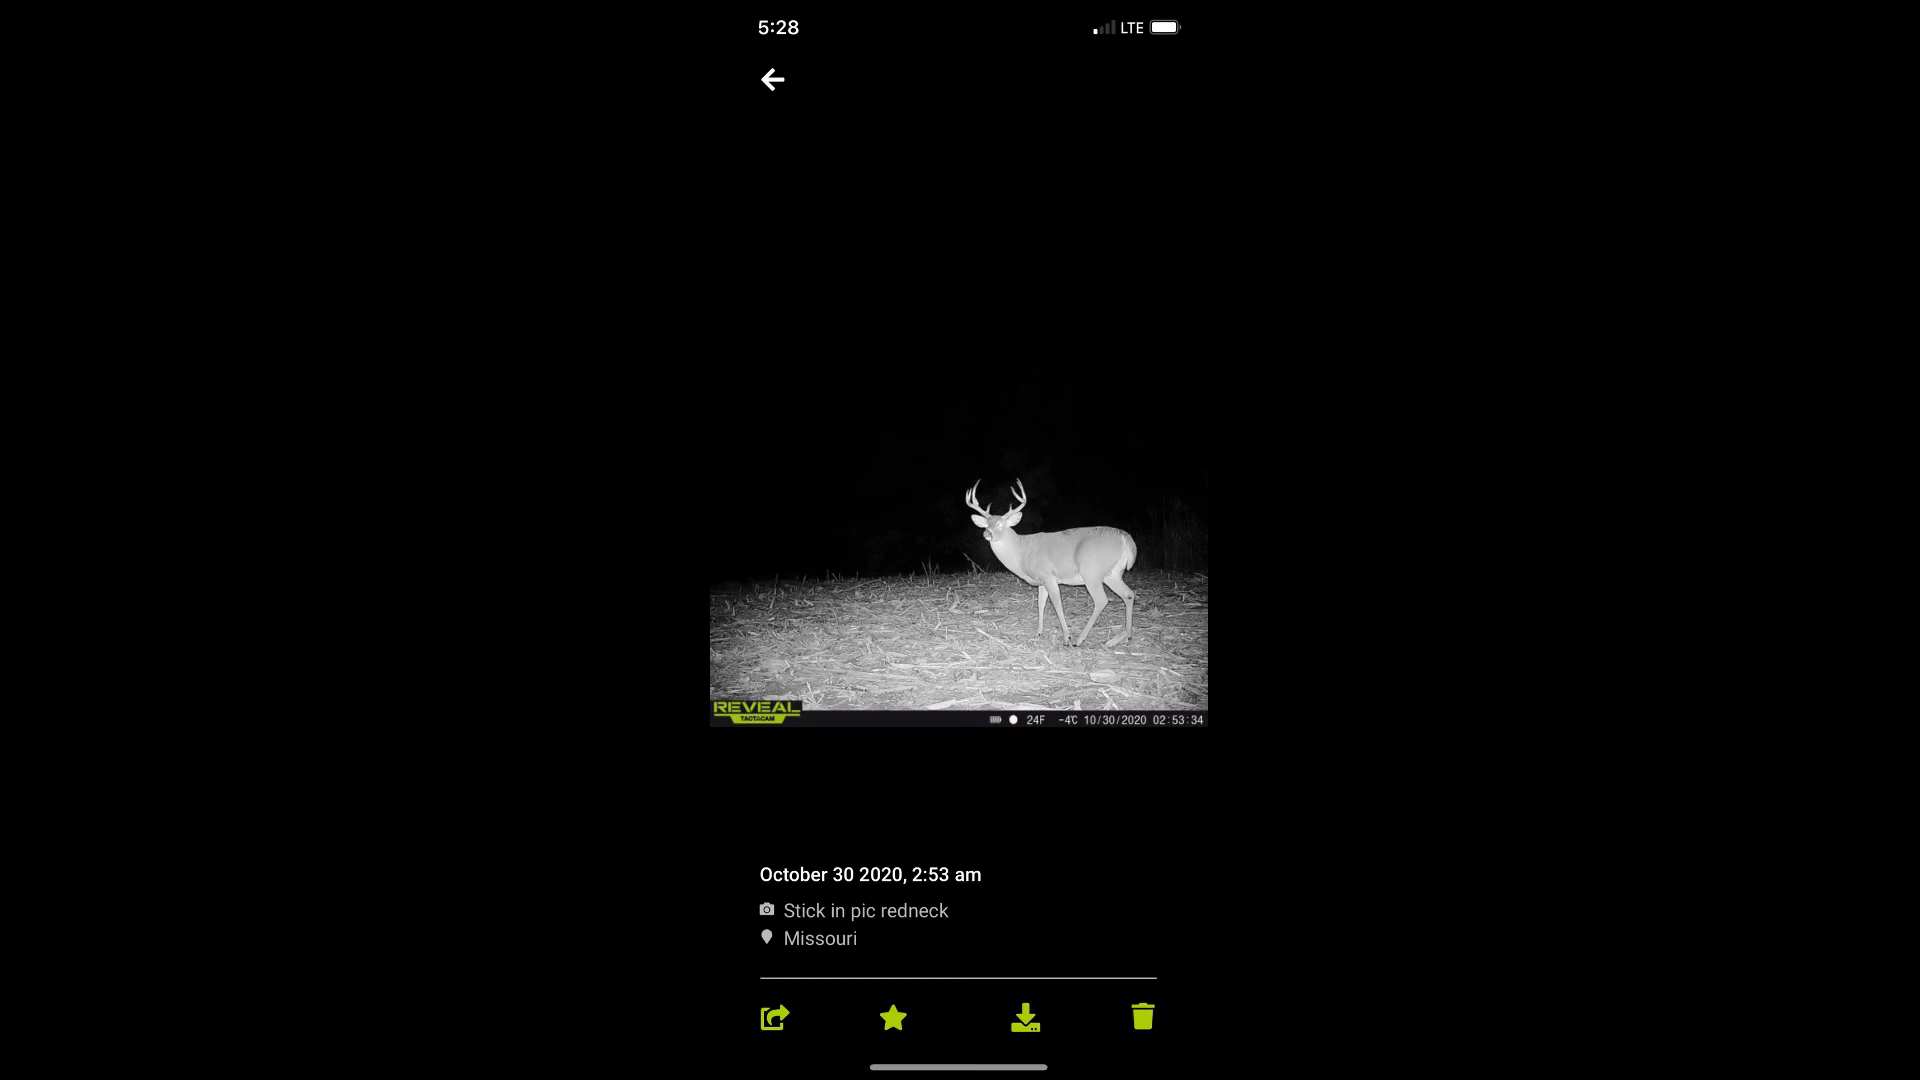 5:28 LTE
REVEAL
TACTACAM
24F -4℃ 10/30/2020 02:53:34
October 30 2020, 2:53 am
Stick in pic redneck
Missouri